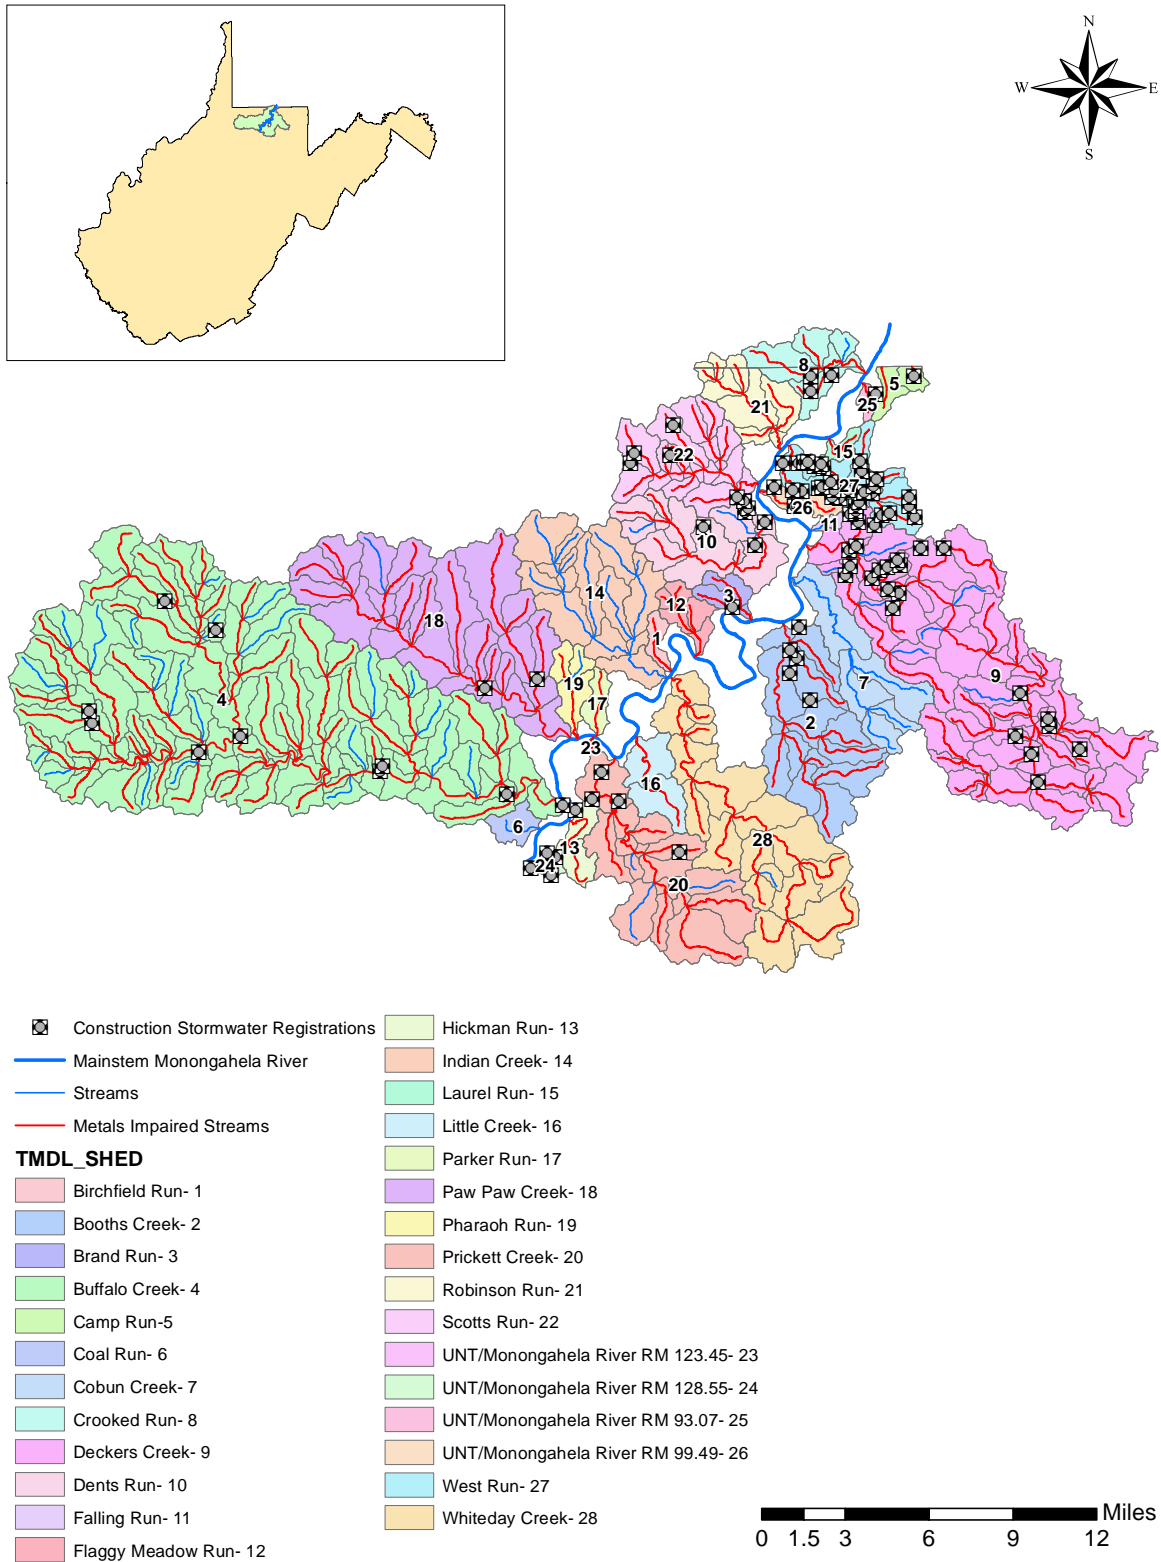 N
W
E
S
8
5
25
21
15
22
27
26
11
10
3
12
14
1
18
19
17
4
7
9
2
23
16
6
13
24
28
20
Construction Stormwater Registrations
Mainstem Monongahela River
Streams
Metals Impaired Streams
TMDL_SHED
Birchfield Run- 1
Booths Creek- 2
Brand Run- 3
Buffalo Creek- 4
Camp Run-5
Coal Run- 6
Cobun Creek- 7
Crooked Run- 8
Deckers Creek- 9
Dents Run- 10
Falling Run- 11
Flaggy Meadow Run- 12
Hickman Run- 13
Indian Creek- 14
Laurel Run- 15
Little Creek- 16
Parker Run- 17
Paw Paw Creek- 18
Pharaoh Run- 19
Prickett Creek- 20
Robinson Run- 21
Scotts Run- 22
UNT/Monongahela River RM 123.45- 23
UNT/Monongahela River RM 128.55- 24
UNT/Monongahela River RM 93.07- 25
UNT/Monongahela River RM 99.49- 26
West Run- 27
Whiteday Creek- 28
Miles
0 1.5 3 6 9 12